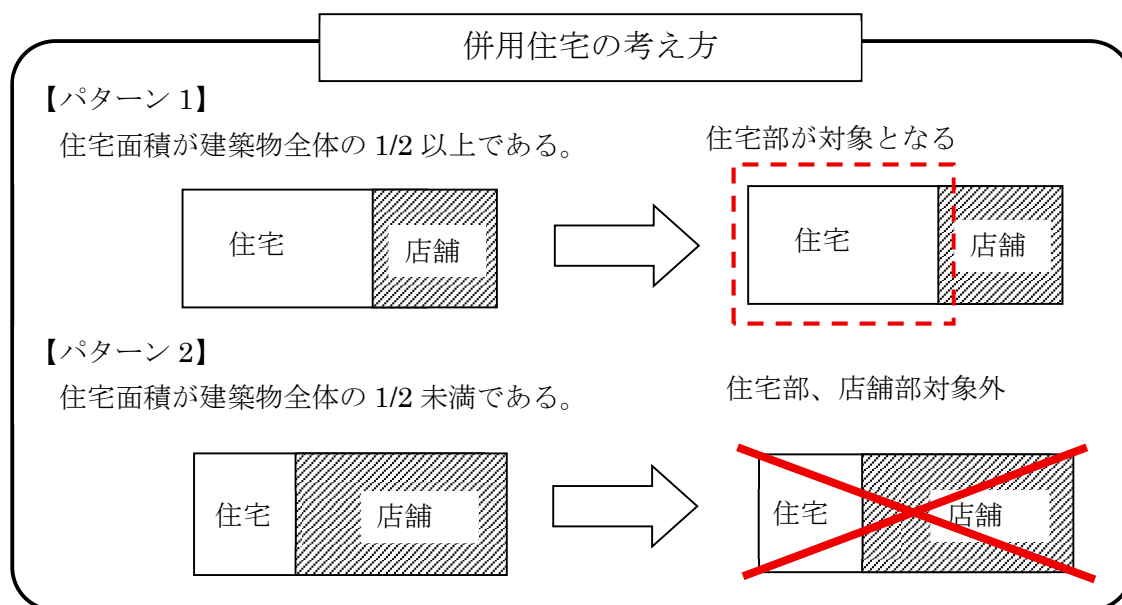 併用住宅の考え方
【パターン 1】
住宅面積が建築物全体の 1/2 以上である。
住宅部が対象となる
住宅
店舗
住宅
店舗
【パターン 2】
住宅面積が建築物全体の 1/2 未満である。
住宅部、店舗部対象外
住宅
店舗
住宅
店舗